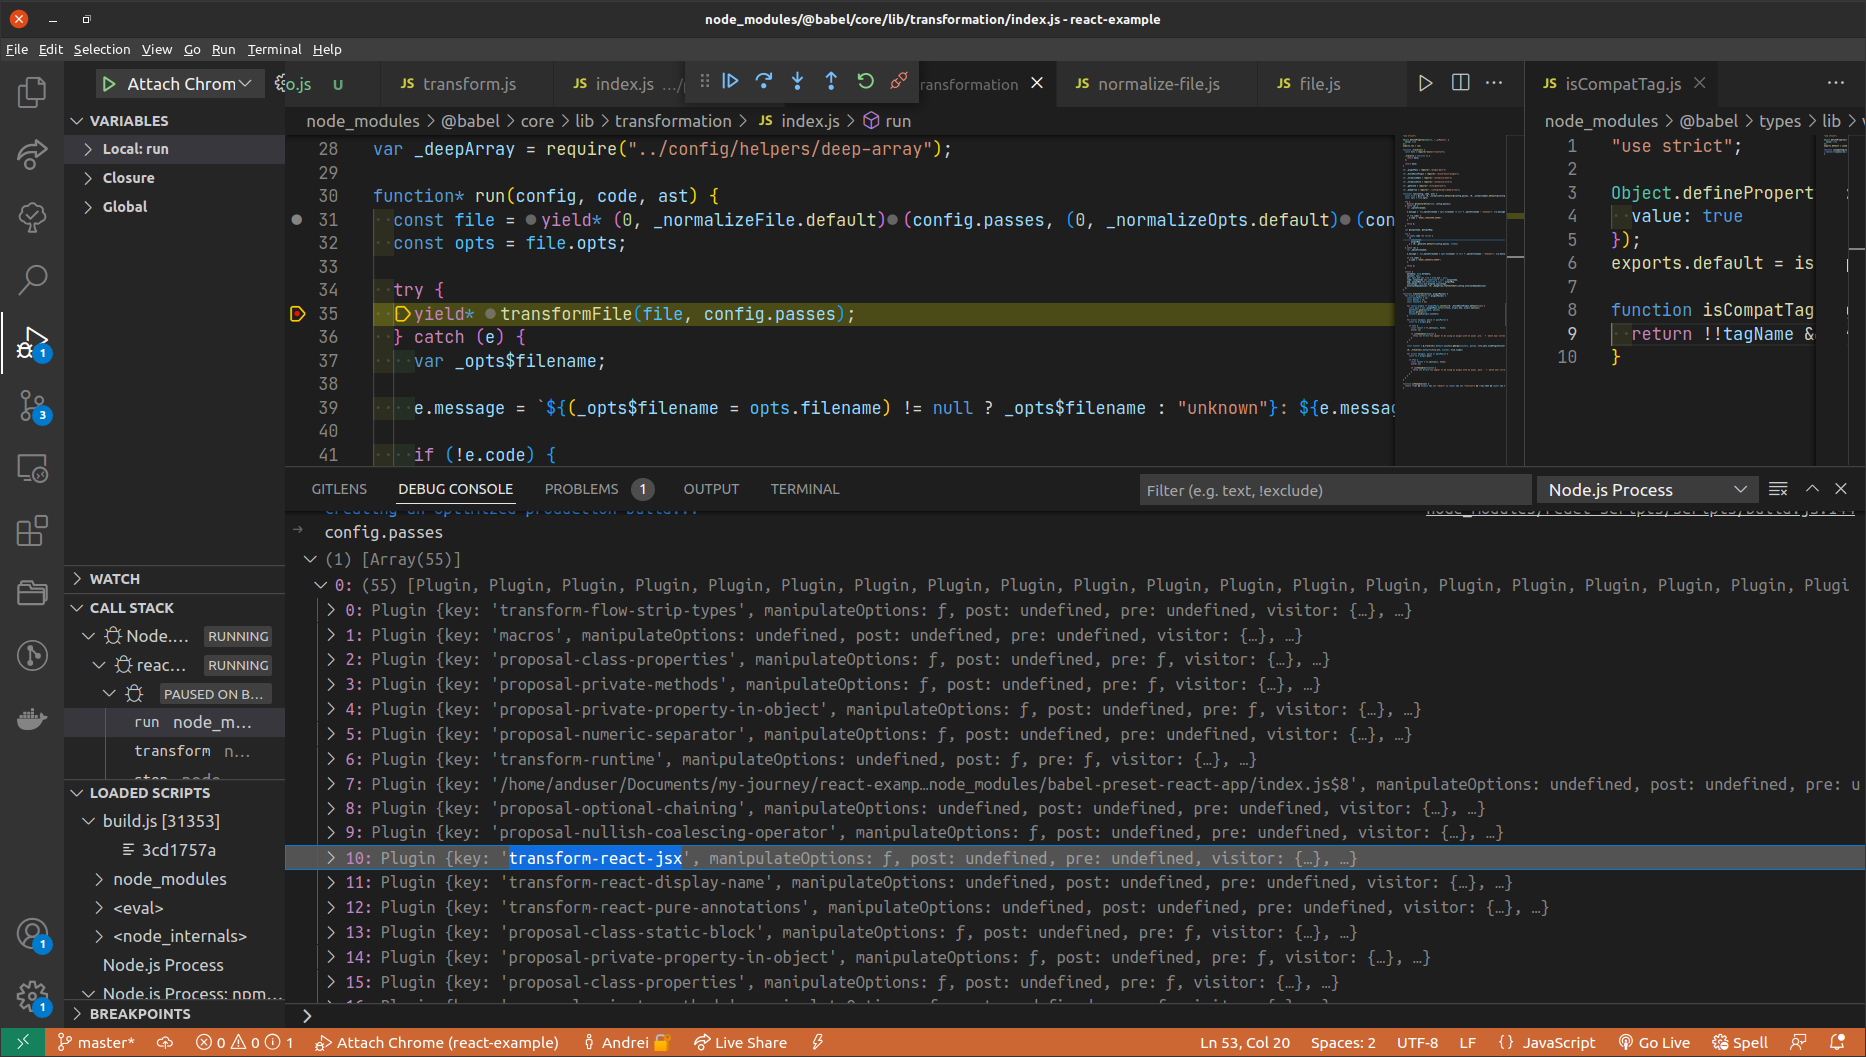 node_modules/@babel/core/lib/transformation/index.js - react-example
File Edit Selection View Go Run Terminal Help
Attach Chrom
o.js U
JS transform.js
JS index.js …/
ransformation
JS normalize-file.js
JS file.js
JS isCompatTag.js
VARIABLES
Local: run
Closure
Global
WATCH
CALL STACK
Node.… RUNNING
reac… RUNNING
PAUSED ON B…
run node_m…
transform n…
LOADED SCRIPTS
build.js [31353]
3cd1757a
node_modules
<eval>
<node_internals>
Node.js Process
Node.js Process: npm…
BREAKPOINTS
node_modules > @babel > core > lib > transformation > JS index.js > run
28 var _deepArray = require("../config/helpers/deep-array");
29
30 function* run(config, code, ast) {
31 const file = yield* (0, _normalizeFile.default) (config.passes, (0, _normalizeOpts.default) (con
32 const opts = file.opts;
33
34 try {
35 yield* transformFile(file, config.passes);
36 } catch (e) {
37 var _opts$filename;
38
39 e.message = `${(_opts$filename = opts.filename) != null ? _opts$filename : "unknown"}: ${e.messag
40
41 if (!e.code) {
node_modules > @babel > types > lib >
1 "use strict";
2
3 Object.definePropert
4 value: true
5 });
6 exports.default = is
7
8 function isCompatTag
9 return !!tagName &
10 }
GITLENS DEBUG CONSOLE PROBLEMS 1 OUTPUT TERMINAL
Filter (e.g. text, !exclude)
Node.js Process
config.passes
(1) [Array(55)]
0: (55) [Plugin, Plugin, Plugin, Plugin, Plugin, Plugin, Plugin, Plugin, Plugin, Plugin, Plugin, Plugin, Plugin, Plugin, Plugin, Plugin, Plugin, Plugin, Plugin, Plugi
0: Plugin {key: 'transform-flow-strip-types', manipulateOptions: ƒ, post: undefined, pre: undefined, visitor: {…}, …}
1: Plugin {key: 'macros', manipulateOptions: undefined, post: undefined, pre: undefined, visitor: {…}, …}
2: Plugin {key: 'proposal-class-properties', manipulateOptions: ƒ, post: undefined, pre: ƒ, visitor: {…}, …}
3: Plugin {key: 'proposal-private-methods', manipulateOptions: ƒ, post: undefined, pre: ƒ, visitor: {…}, …}
4: Plugin {key: 'proposal-private-property-in-object', manipulateOptions: ƒ, post: undefined, pre: ƒ, visitor: {…}, …}
5: Plugin {key: 'proposal-numeric-separator', manipulateOptions: ƒ, post: undefined, pre: undefined, visitor: {…}, …}
6: Plugin {key: 'transform-runtime', manipulateOptions: undefined, post: ƒ, pre: ƒ, visitor: {…}, …}
7: Plugin {key: '/home/anduser/Documents/my-journey/react-examp…node_modules/babel-preset-react-app/index.js$8', manipulateOptions: undefined, post: undefined, pre: u
8: Plugin {key: 'proposal-optional-chaining', manipulateOptions: undefined, post: undefined, pre: undefined, visitor: {…}, …}
9: Plugin {key: 'proposal-nullish-coalescing-operator', manipulateOptions: ƒ, post: undefined, pre: undefined, visitor: {…}, …}
10: Plugin {key: 'transform-react-jsx', manipulateOptions: ƒ, post: undefined, pre: undefined, visitor: {…}, …}
11: Plugin {key: 'transform-react-display-name', manipulateOptions: undefined, post: undefined, pre: undefined, visitor: {…}, …}
12: Plugin {key: 'transform-react-pure-annotations', manipulateOptions: undefined, post: undefined, pre: undefined, visitor: {…}, …}
13: Plugin {key: 'proposal-class-static-block', manipulateOptions: ƒ, post: undefined, pre: ƒ, visitor: {…}, …}
14: Plugin {key: 'proposal-private-property-in-object', manipulateOptions: ƒ, post: undefined, pre: ƒ, visitor: {…}, …}
15: Plugin {key: 'proposal-class-properties', manipulateOptions: ƒ, post: undefined, pre: ƒ, visitor: {…}, …}
master* 0 0 1 Attach Chrome (react-example) Andrei Live Share
Ln 53, Col 20 Spaces: 2 UTF-8 LF {} JavaScript Go Live Spell